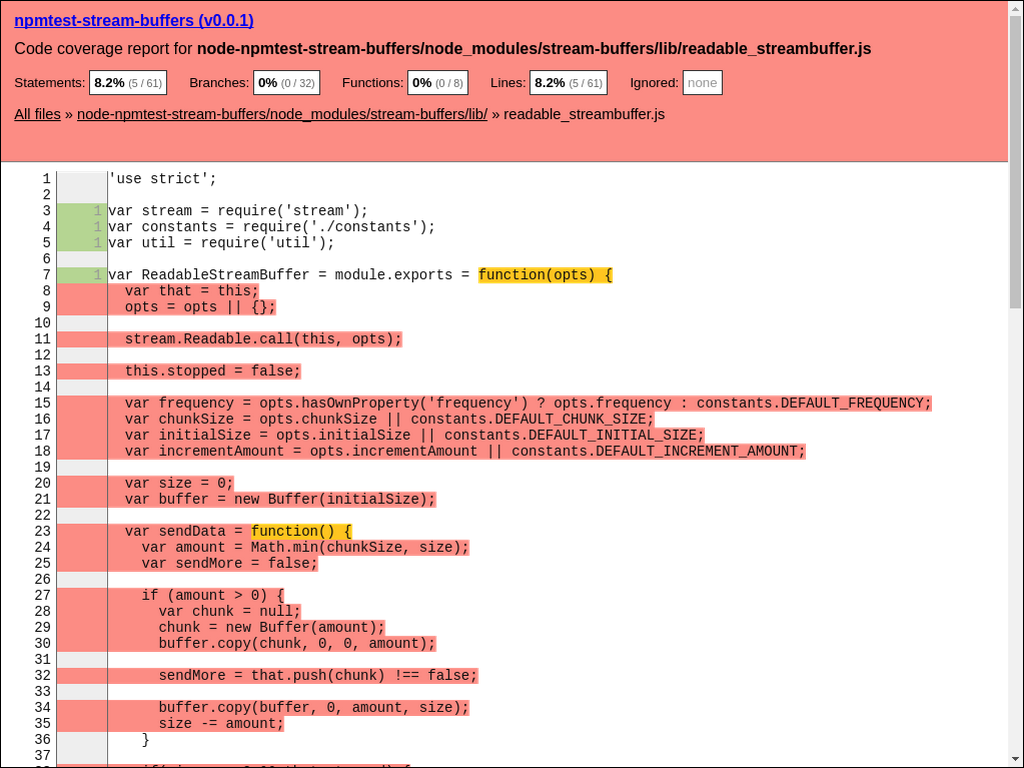 npmtest-stream-buffers (v0.0.1)
Code coverage report for node-npmtest-stream-buffers/node_modules/stream-buffers/lib/readable_streambuffer.js
Statements: 8.2% (5 / 61) Branches: 0% (0 / 32) Functions: 0% (0 / 8) Lines: 8.2% (5 / 61) Ignored: none
All files » node-npmtest-stream-buffers/node_modules/stream-buffers/lib/ » readable_streambuffer.js
1 'use strict';
2
3 1 var stream = require('stream');
4 1 var constants = require('./constants');
5 1 var util = require('util');
6
7 1 var ReadableStreamBuffer = module.exports = function(opts) {
8 var that = this;
9 opts = opts || {};
10
11 stream.Readable.call(this, opts);
12
13 this.stopped = false;
14
15 var frequency = opts.hasOwnProperty('frequency') ? opts.frequency : constants.DEFAULT_FREQUENCY;
16 var chunkSize = opts.chunkSize || constants.DEFAULT_CHUNK_SIZE;
17 var initialSize = opts.initialSize || constants.DEFAULT_INITIAL_SIZE;
18 var incrementAmount = opts.incrementAmount || constants.DEFAULT_INCREMENT_AMOUNT;
19
20 var size = 0;
21 var buffer = new Buffer(initialSize);
22
23 var sendData = function() {
24 var amount = Math.min(chunkSize, size);
25 var sendMore = false;
26
27 if (amount > 0) {
28 var chunk = null;
29 chunk = new Buffer(amount);
30 buffer.copy(chunk, 0, 0, amount);
31
32 sendMore = that.push(chunk) !== false;
33
34 buffer.copy(buffer, 0, amount, size);
35 size -= amount;
36 }
37